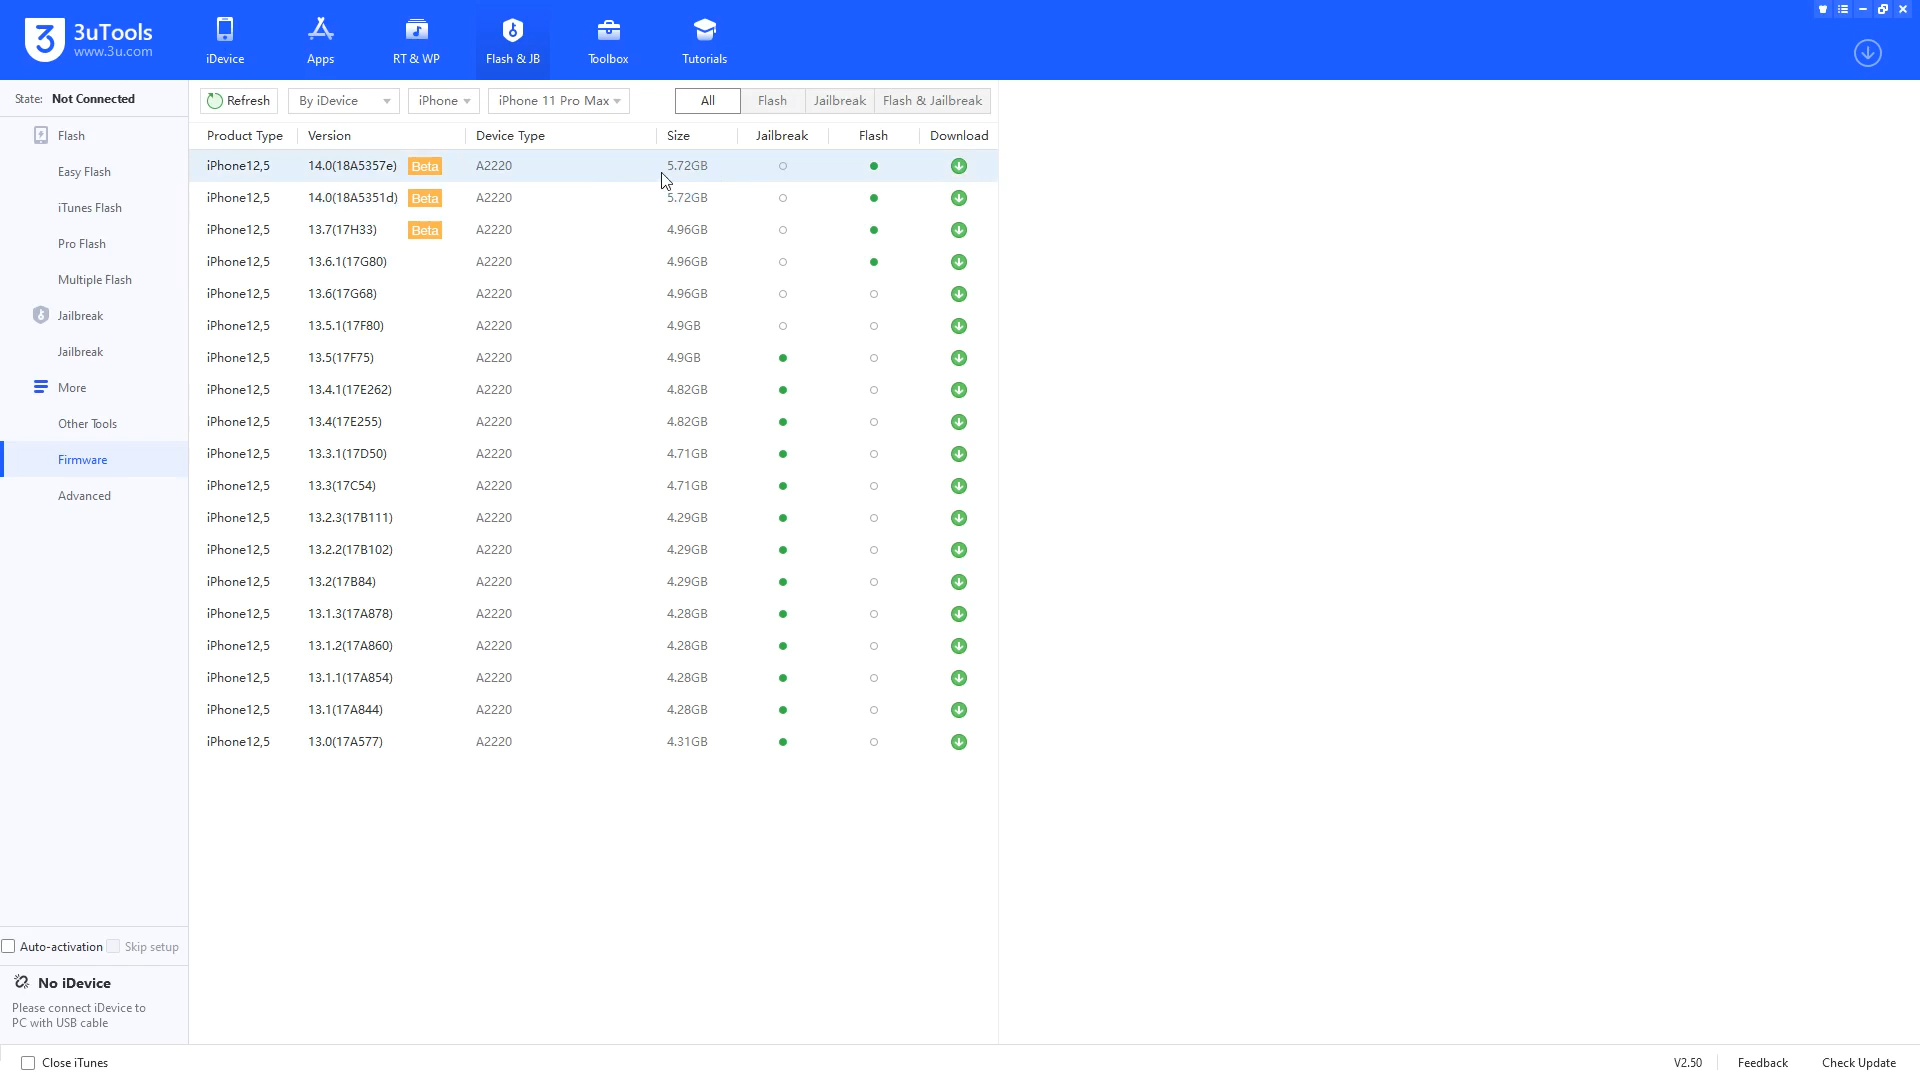 3 3uTools
www.3u.com
iDevice
Apps
RT & WP
Flash & JB
Toolbox
Tutorials
State: Not Connected
Refresh By iDevice iPhone iPhone 11 Pro Max All Flash Jailbreak Flash & Jailbreak
Product Type Version Device Type Size Jailbreak Flash Download
iPhone12,5 14.0(18A5357e) Beta A2220 5.72GB
iPhone12,5 14.0(18A5351d) Beta A2220 5.72GB
iPhone12,5 13.7(17H33) Beta A2220 4.96GB
iPhone12,5 13.6.1(17G80) A2220 4.96GB
iPhone12,5 13.6(17G68) A2220 4.96GB
iPhone12,5 13.5.1(17F80) A2220 4.9GB
iPhone12,5 13.5(17F75) A2220 4.9GB
iPhone12,5 13.4.1(17E262) A2220 4.82GB
iPhone12,5 13.4(17E255) A2220 4.82GB
iPhone12,5 13.3.1(17D50) A2220 4.71GB
iPhone12,5 13.3(17C54) A2220 4.71GB
iPhone12,5 13.2.3(17B111) A2220 4.29GB
iPhone12,5 13.2.2(17B102) A2220 4.29GB
iPhone12,5 13.2(17B84) A2220 4.29GB
iPhone12,5 13.1.3(17A878) A2220 4.28GB
iPhone12,5 13.1.2(17A860) A2220 4.28GB
iPhone12,5 13.1.1(17A854) A2220 4.28GB
iPhone12,5 13.1(17A844) A2220 4.28GB
iPhone12,5 13.0(17A577) A2220 4.31GB
Flash
Easy Flash
iTunes Flash
Pro Flash
Multiple Flash
Jailbreak
Jailbreak
More
Other Tools
Firmware
Advanced
Auto-activation Skip setup
No iDevice
Please connect iDevice to
PC with USB cable
Close iTunes
V2.50 Feedback Check Update